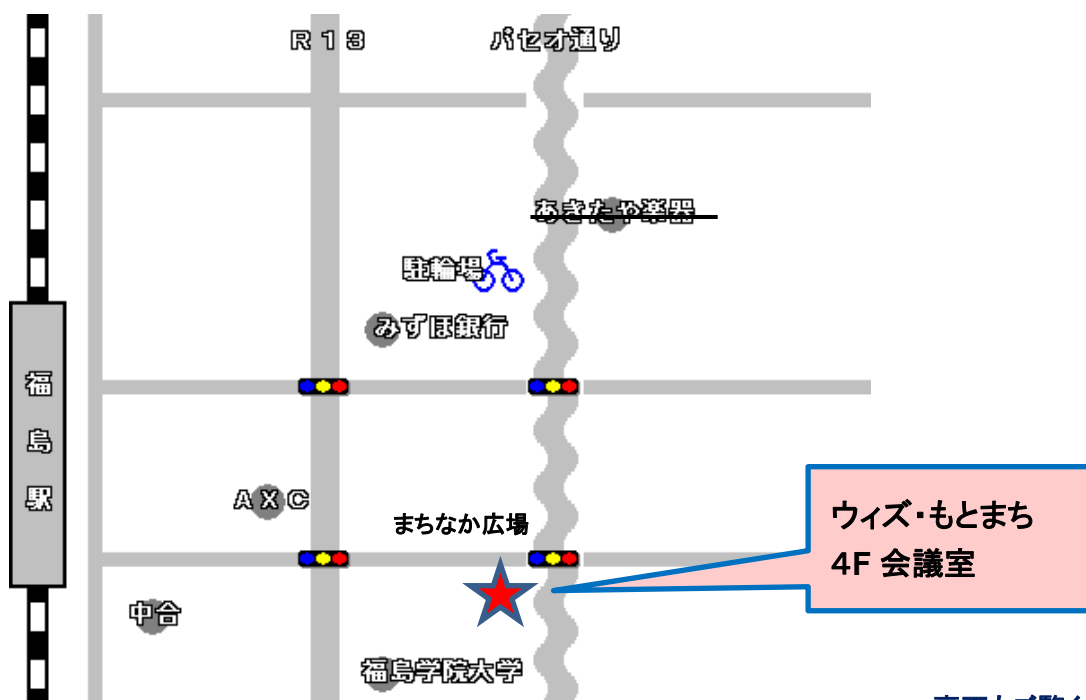 R13
パセオ通り
あきたや楽器
駐輪場
みずほ銀行
福島駅
AXC
まちなか広場
ウィズ・もとまち
4F 会議室
中合
福島学院大学